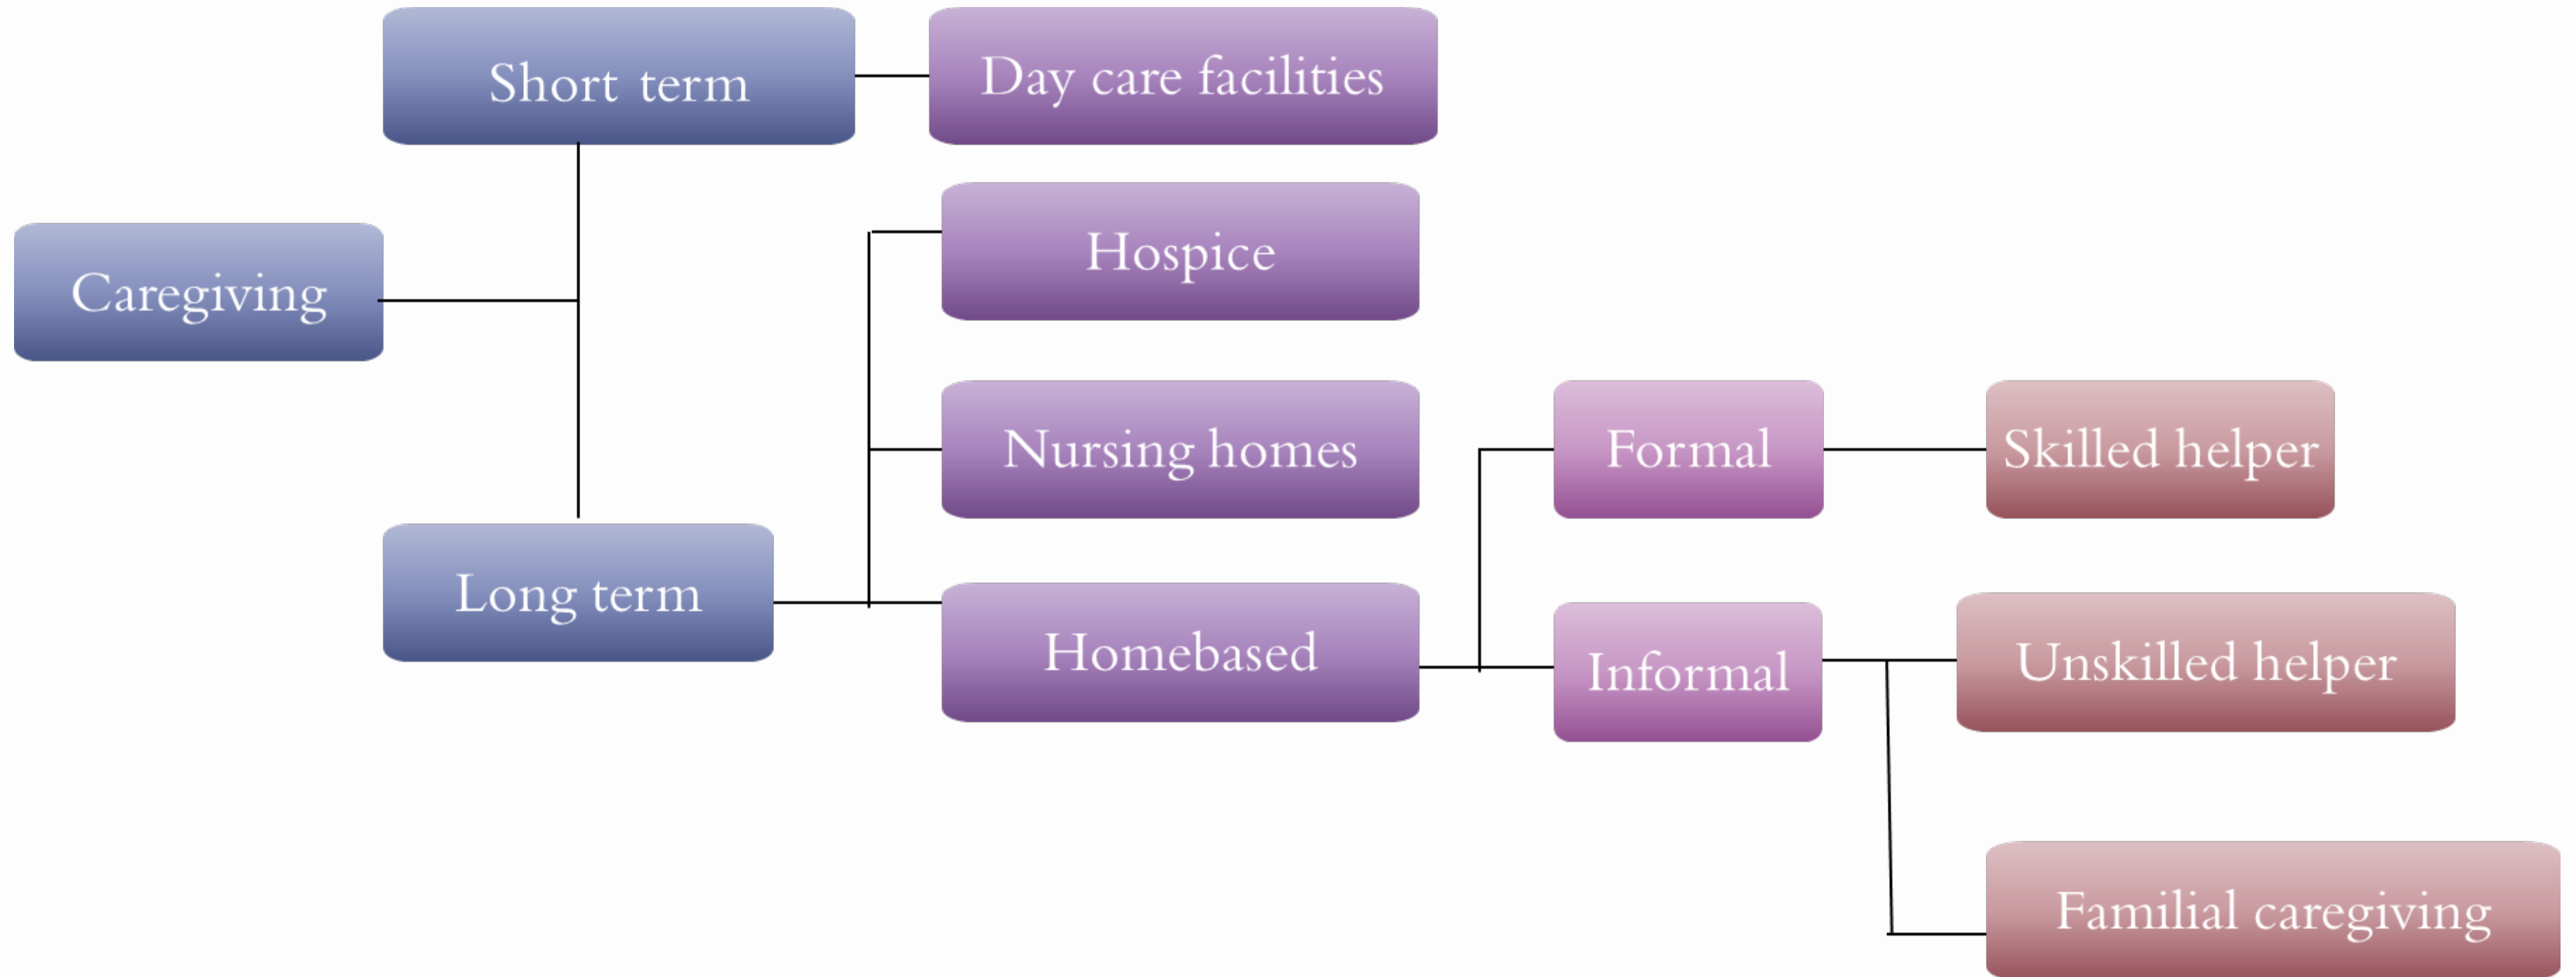 Short term
Day care facilities
Caregiving
Hospice
Nursing homes
Formal
Skilled helper
Long term
Homebased
Informal
Unskilled helper
Familial caregiving